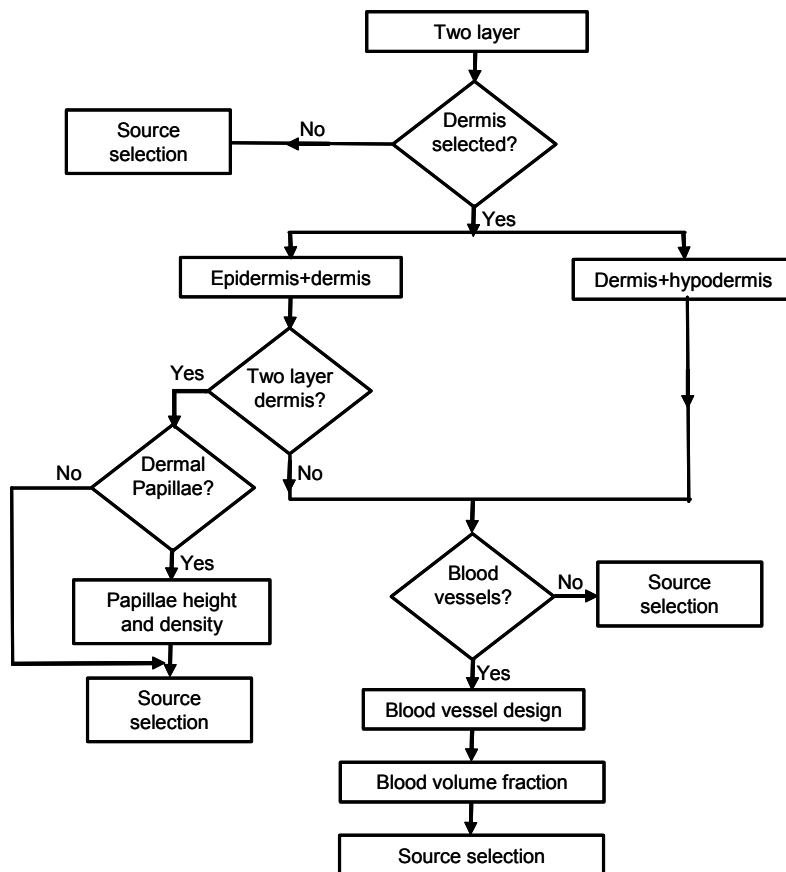 Two layer
Dermis
selected?
No
Source
selection
Yes
Epidermis+dermis
Dermis+hypodermis
Yes
Two layer
dermis?
No
Dermal
Papillae?
No
Yes
Papillae height
and density
Source
selection
Blood
vessels?
No
Source
selection
Yes
Blood vessel design
Blood volume fraction
Source selection